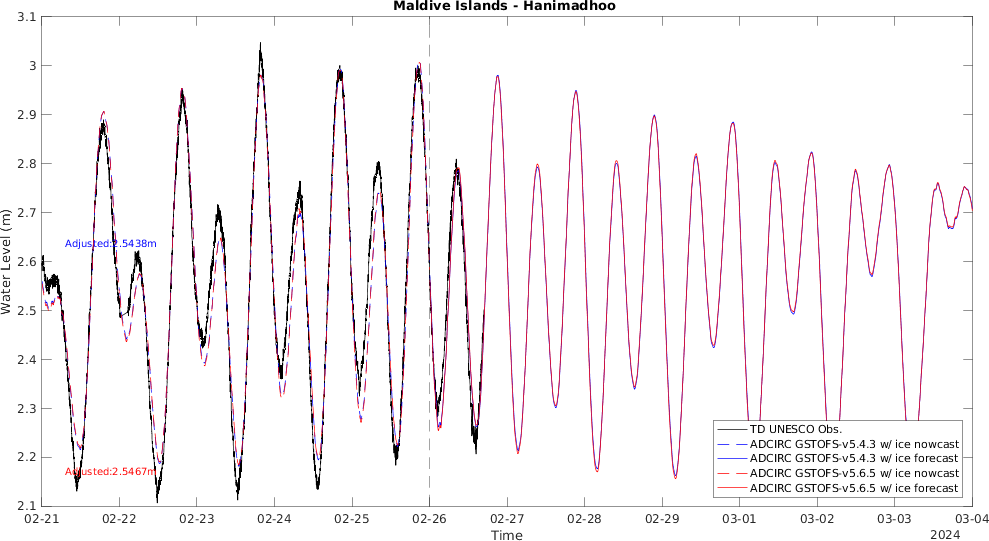 Maldive Islands - Hanimadhoo
3.1
3
2.9
2.8
2.7
2.6
2.5
2.4
2.3
2.2
2.1
Water Level (m)
Adjusted:2.5438m
Adjusted:2.5467m
TD UNESCO Obs.
ADCIRC GSTOFS-v5.4.3 w/ ice nowcast
ADCIRC GSTOFS-v5.4.3 w/ ice forecast
ADCIRC GSTOFS-v5.6.5 w/ ice nowcast
ADCIRC GSTOFS-v5.6.5 w/ ice forecast
02-21 02-22 02-23 02-24 02-25 02-26 02-27 02-28 02-29 03-01 03-02 03-03 03-04
Time
2024